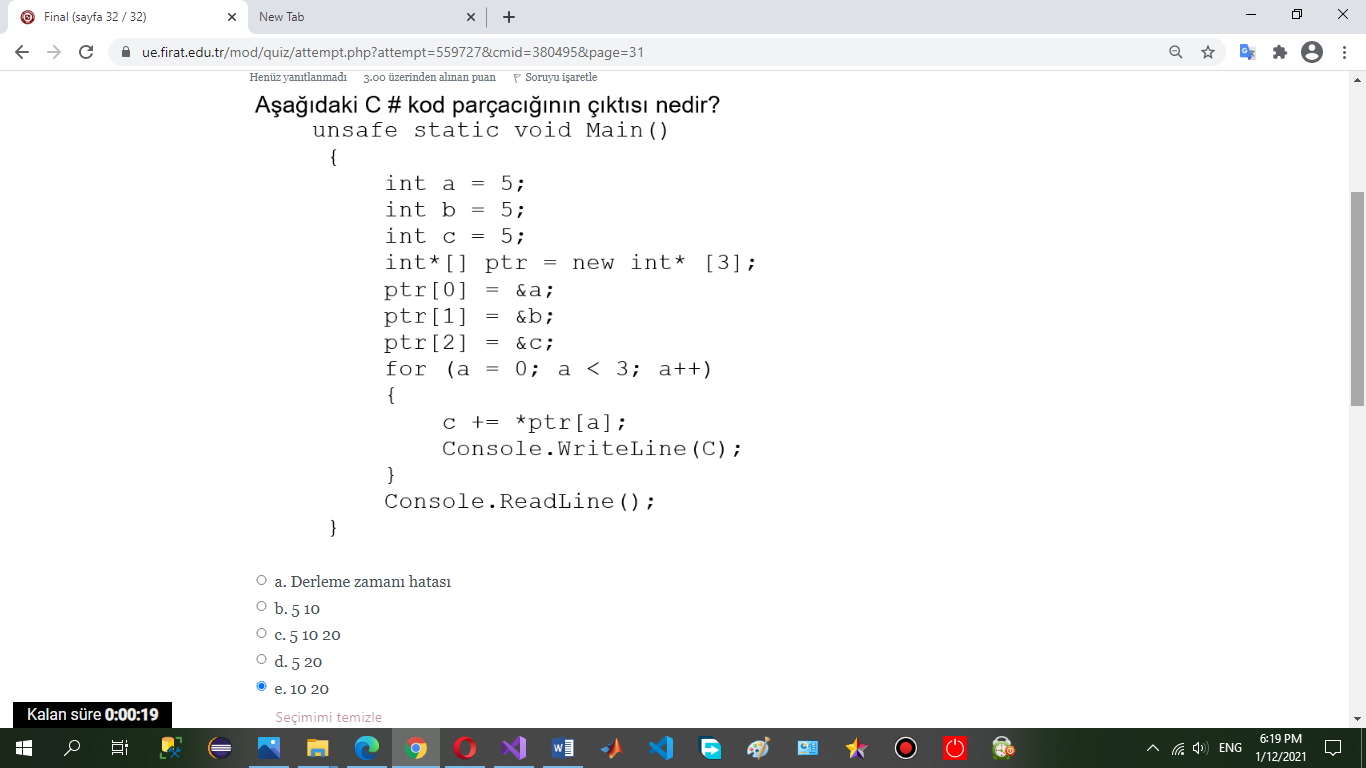 Final (sayfa 32 / 32)
New Tab
ue.firat.edu.tr/mod/quiz/attempt.php?attempt=559727&cmid=380495&page=31
Henüz yanıtlanmadı 3.00 üzerinden alınan puan Soruyu işaretle
Aşağıdaki C # kod parçacığının çıktısı nedir?
unsafe static void Main()
{
int a = 5;
int b = 5;
int c = 5;
int*[] ptr = new int* [3];
ptr[0] = &a;
ptr[1] = &b;
ptr[2] = &c;
for (a = 0; a < 3; a++)
{
c += *ptr[a];
Console.WriteLine(C);
}
Console.ReadLine();
}
a. Derleme zamanı hatası
b. 5 10
c. 5 10 20
d. 5 20
e. 10 20
Seçimimi temizle
Kalan süre 0:00:19
ENG
6:19 PM
1/12/2021